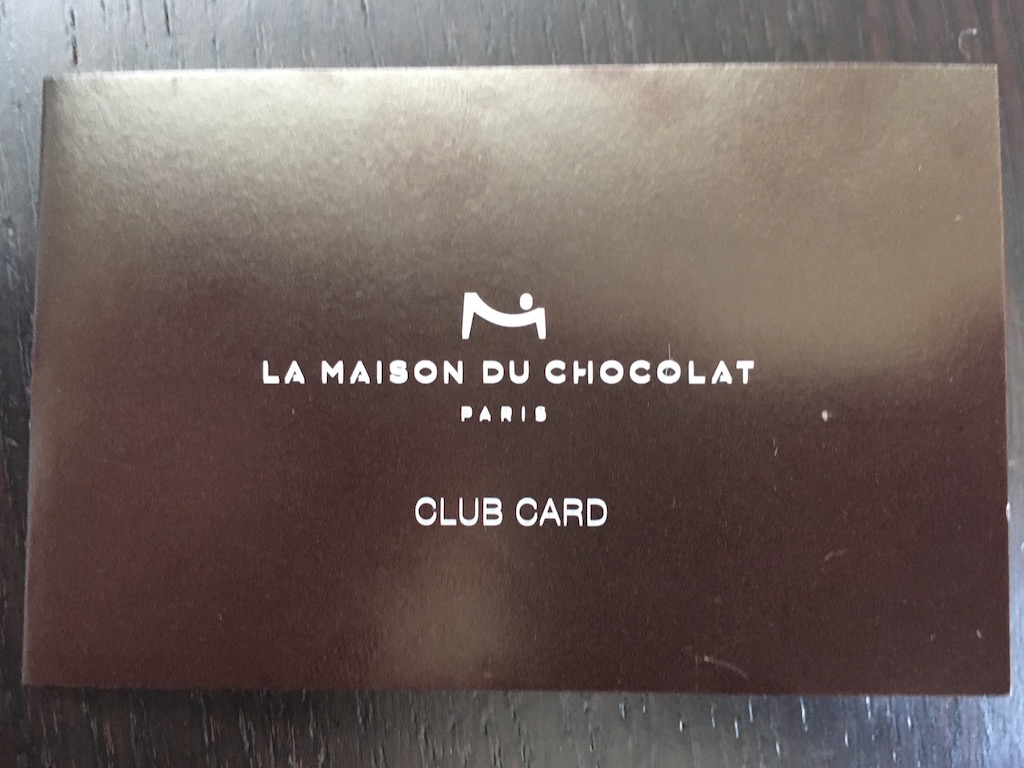 LA MAISON DU CHOCOLAT
PARIS
CLUB CARD